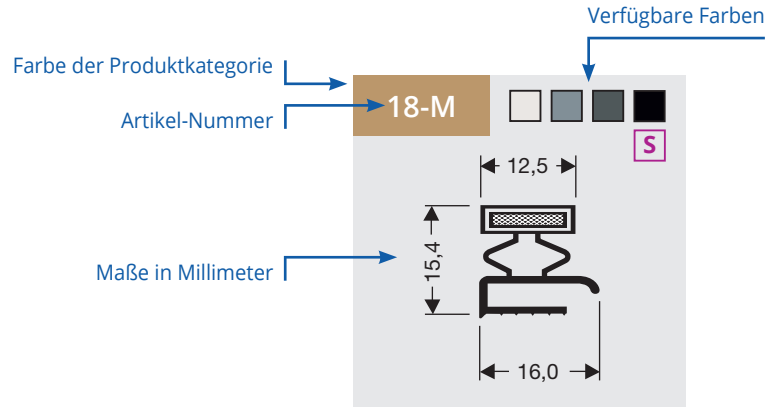 Verfügbare Farben
Farbe der Produktkategorie
18-M
Artikel-Nummer
S
12,5
15,4
Maße in Millimeter
16,0